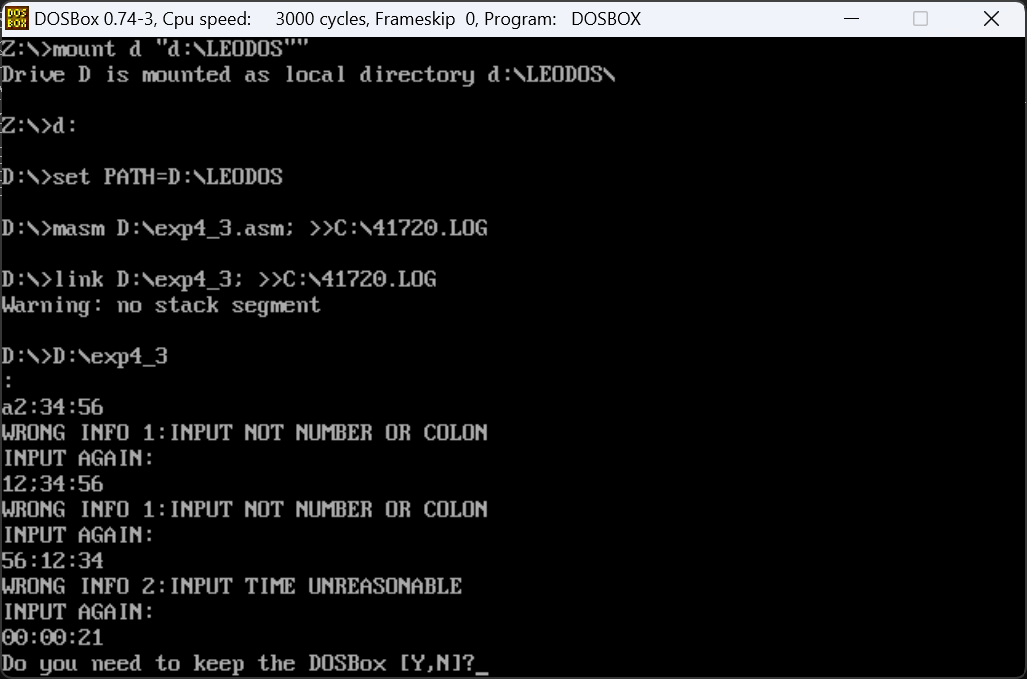 DOS
BOX
DOSBox 0.74-3, Cpu speed: 3000 cycles, Frameskip 0, Program: DOSBOX
Z:\>mount d "d:\LEODOS""
Drive D is mounted as local directory d:\LEODOS\
Z:\>d:
D:\>set PATH=D:\LEODOS
D:\>masm D:\exp4_3.asm; >>C:\41720.LOG
D:\>link D:\exp4_3; >>C:\41720.LOG
Warning: no stack segment
D:\>D:\exp4_3
:
a2:34:56
WRONG INFO 1:INPUT NOT NUMBER OR COLON
INPUT AGAIN:
12;34:56
WRONG INFO 1:INPUT NOT NUMBER OR COLON
INPUT AGAIN:
56:12:34
WRONG INFO 2:INPUT TIME UNREASONABLE
INPUT AGAIN:
00:00:21
Do you need to keep the DOSBox [Y,N]?_